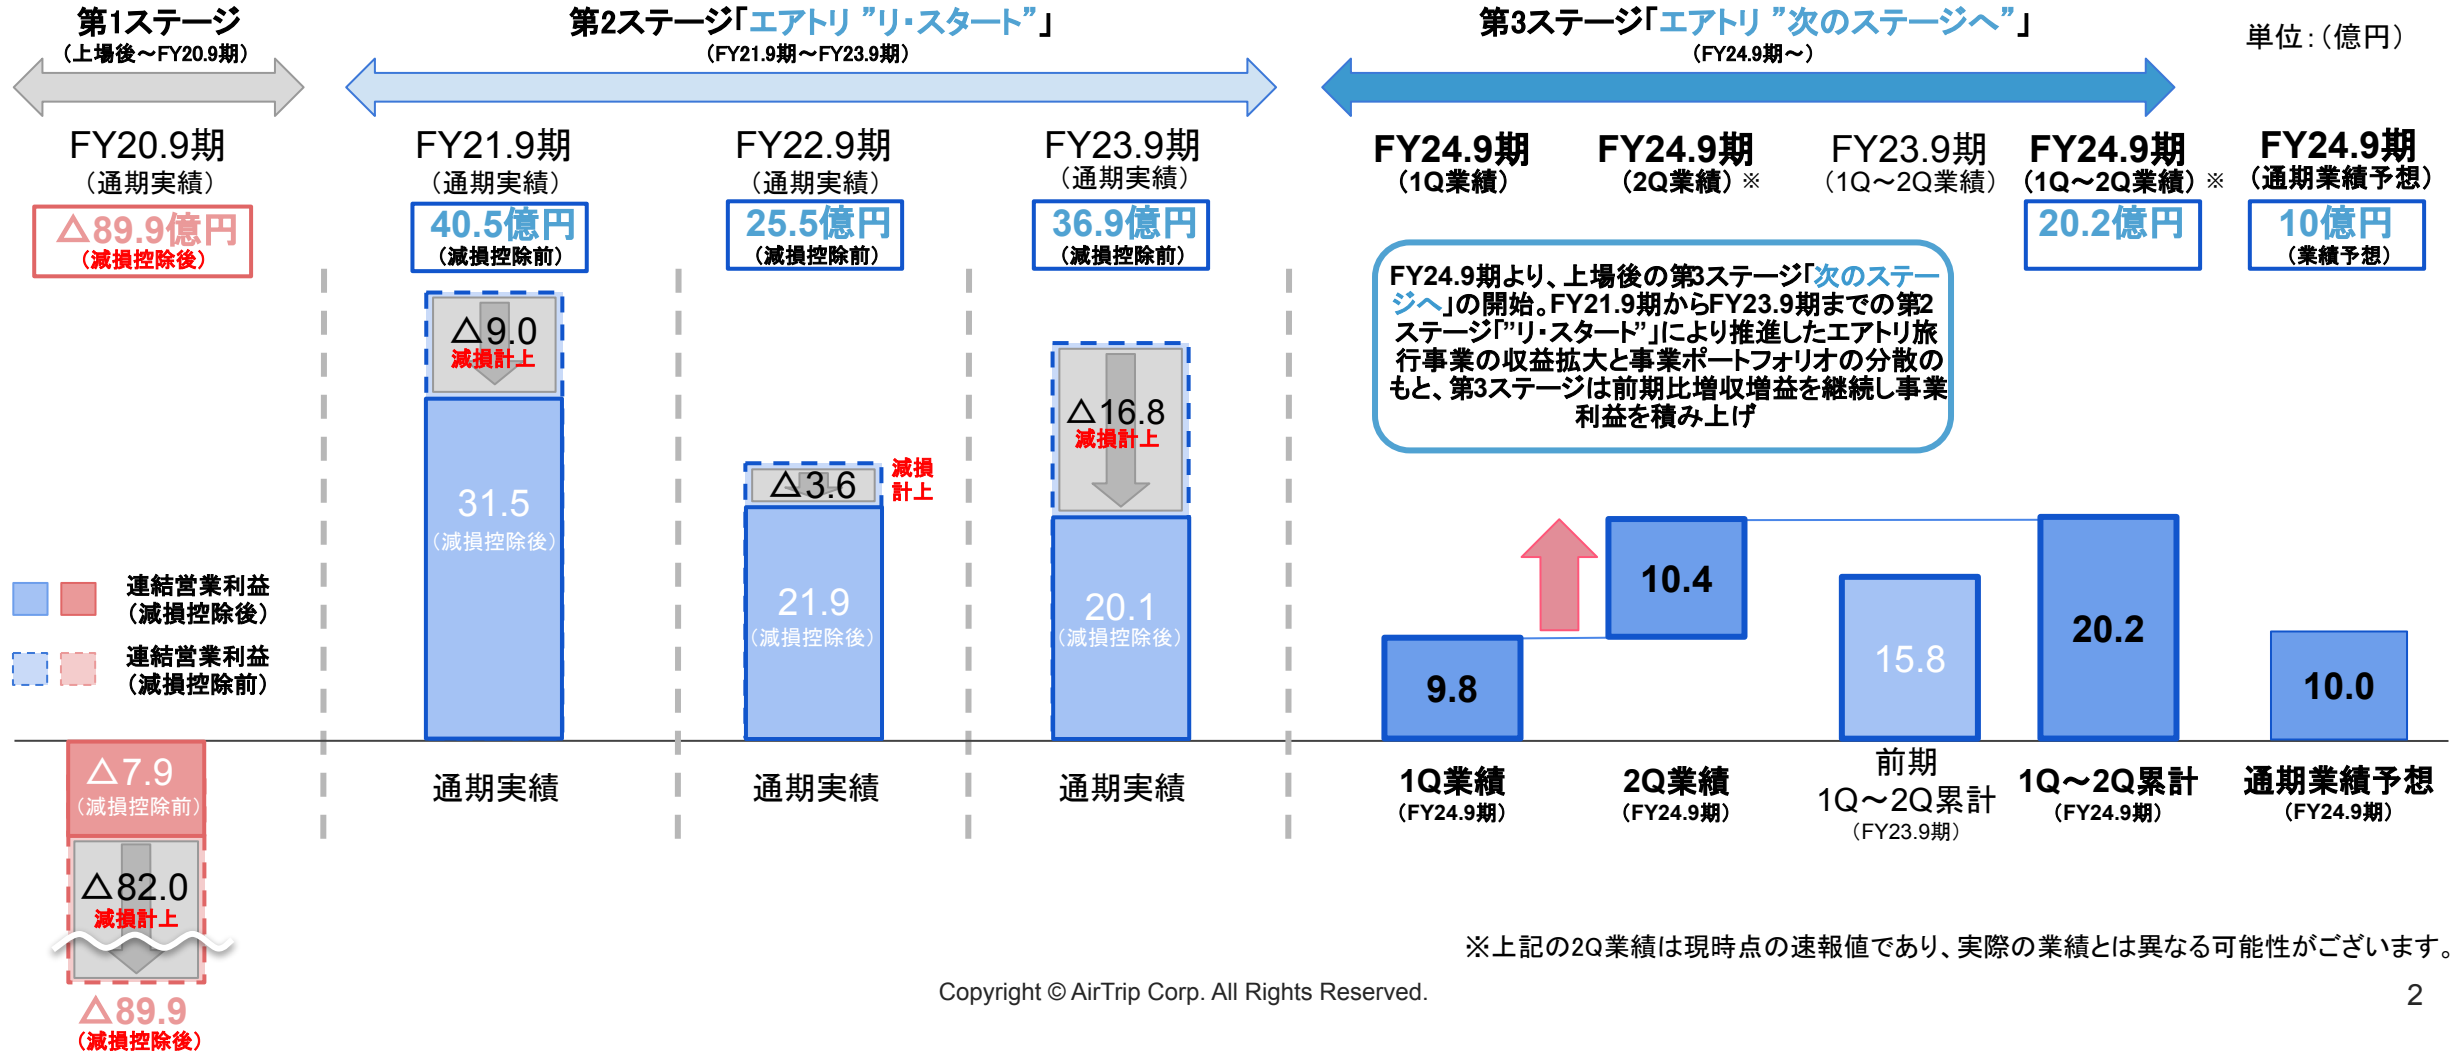 第1ステージ
（上場後～FY20.9期）
第2ステージ「エアトリ ”リ・スタート”」
（FY21.9期～FY23.9期）
第3ステージ「エアトリ ”次のステージへ”」
（FY24.9期～）
単位：（億円）
FY20.9期
（通期実績）
△89.9億円
（減損控除後）
FY21.9期
（通期実績）
40.5億円
（減損控除前）
FY22.9期
（通期実績）
25.5億円
（減損控除前）
FY23.9期
（通期実績）
36.9億円
（減損控除前）
FY24.9期
（1Q業績）
FY24.9期
（2Q業績）※
FY23.9期
（1Q～2Q業績）
FY24.9期
（1Q～2Q業績）※
20.2億円
FY24.9期
（通期業績予想）
10億円
（業績予想）
FY24.9期より、上場後の第3ステージ「次のステー
ジへ」の開始。FY21.9期からFY23.9期までの第2
ステージ「”リ・スタート”」により推進したエアトリ旅
行事業の収益拡大と事業ポートフォリオの分散の
もと、第3ステージは前期比増収増益を継続し事業
利益を積み上げ
△9.0
減損計上
31.5
（減損控除後）
△3.6
減損
計上
21.9
（減損控除後）
△16.8
減損計上
20.1
（減損控除後）
9.8
10.4
15.8
20.2
10.0
連結営業利益
（減損控除後）
連結営業利益
（減損控除前）
△7.9
（減損控除前）
△82.0
減損計上
△89.9
（減損控除後）
通期実績
通期実績
通期実績
1Q業績
（FY24.9期）
2Q業績
（FY24.9期）
前期
1Q～2Q累計
（FY23.9期）
1Q～2Q累計
（FY24.9期）
通期業績予想
（FY24.9期）
※上記の2Q業績は現時点の速報値であり、実際の業績とは異なる可能性がございます。
Copyright © AirTrip Corp. All Rights Reserved.
2